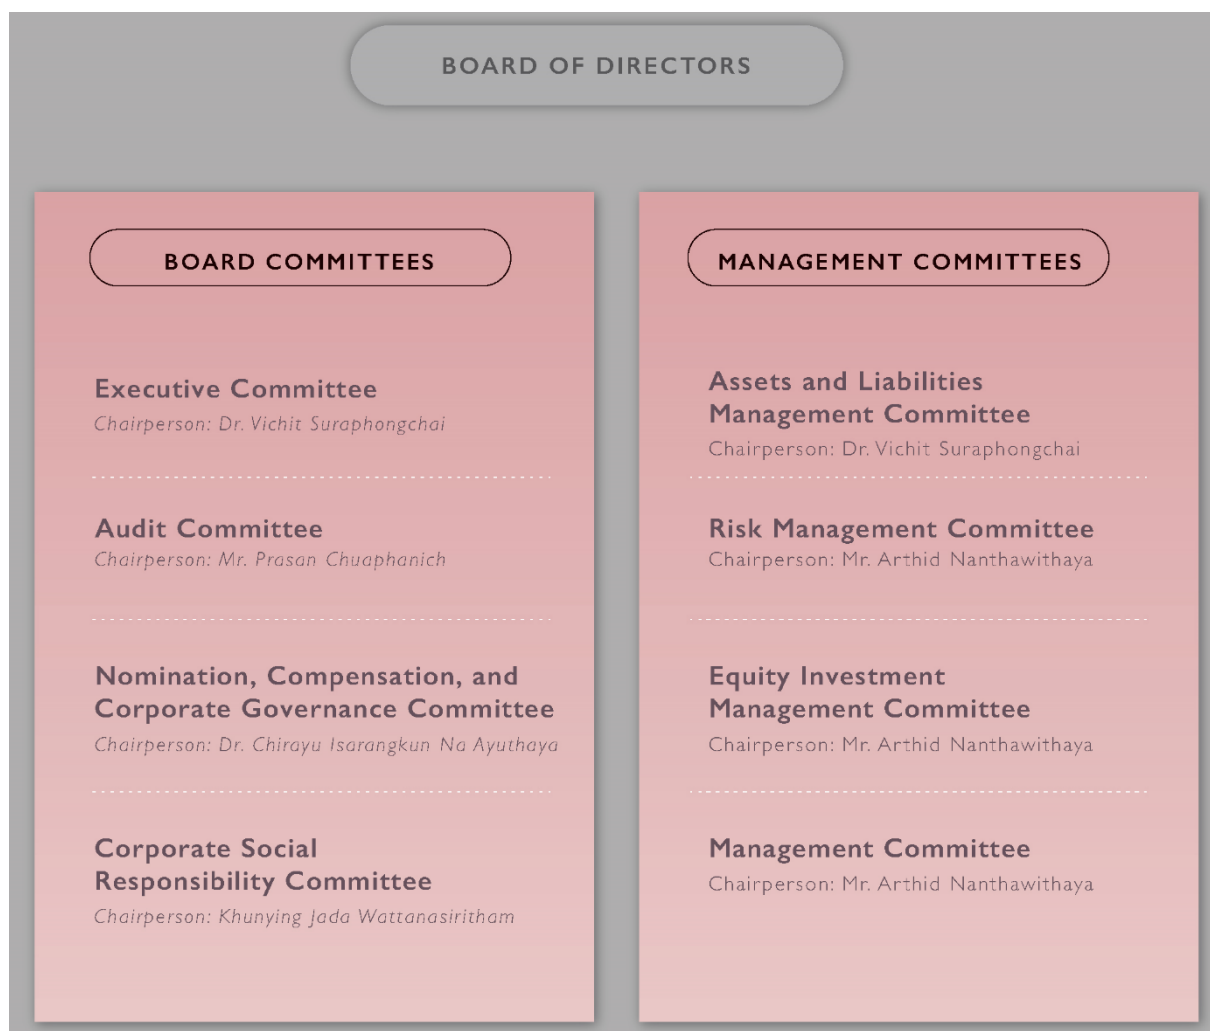 BOARD OF DIRECTORS
BOARD COMMITTEES
Executive Committee
Chairperson: Dr. Vichit Suraphongchai
Audit Committee
Chairperson: Mr. Prasan Chuaphanich
Nomination, Compensation, and
Corporate Governance Committee
Chairperson: Dr. Chirayu Isarangkun Na Ayuthaya
Corporate Social
Responsibility Committee
Chairperson: Khunying Jada Wattanasiritham
MANAGEMENT COMMITTEES
Assets and Liabilities
Management Committee
Chairperson: Dr. Vichit Suraphongchai
Risk Management Committee
Chairperson: Mr. Arthid Nanthawithaya
Equity Investment
Management Committee
Chairperson: Mr. Arthid Nanthawithaya
Management Committee
Chairperson: Mr. Arthid Nanthawithaya